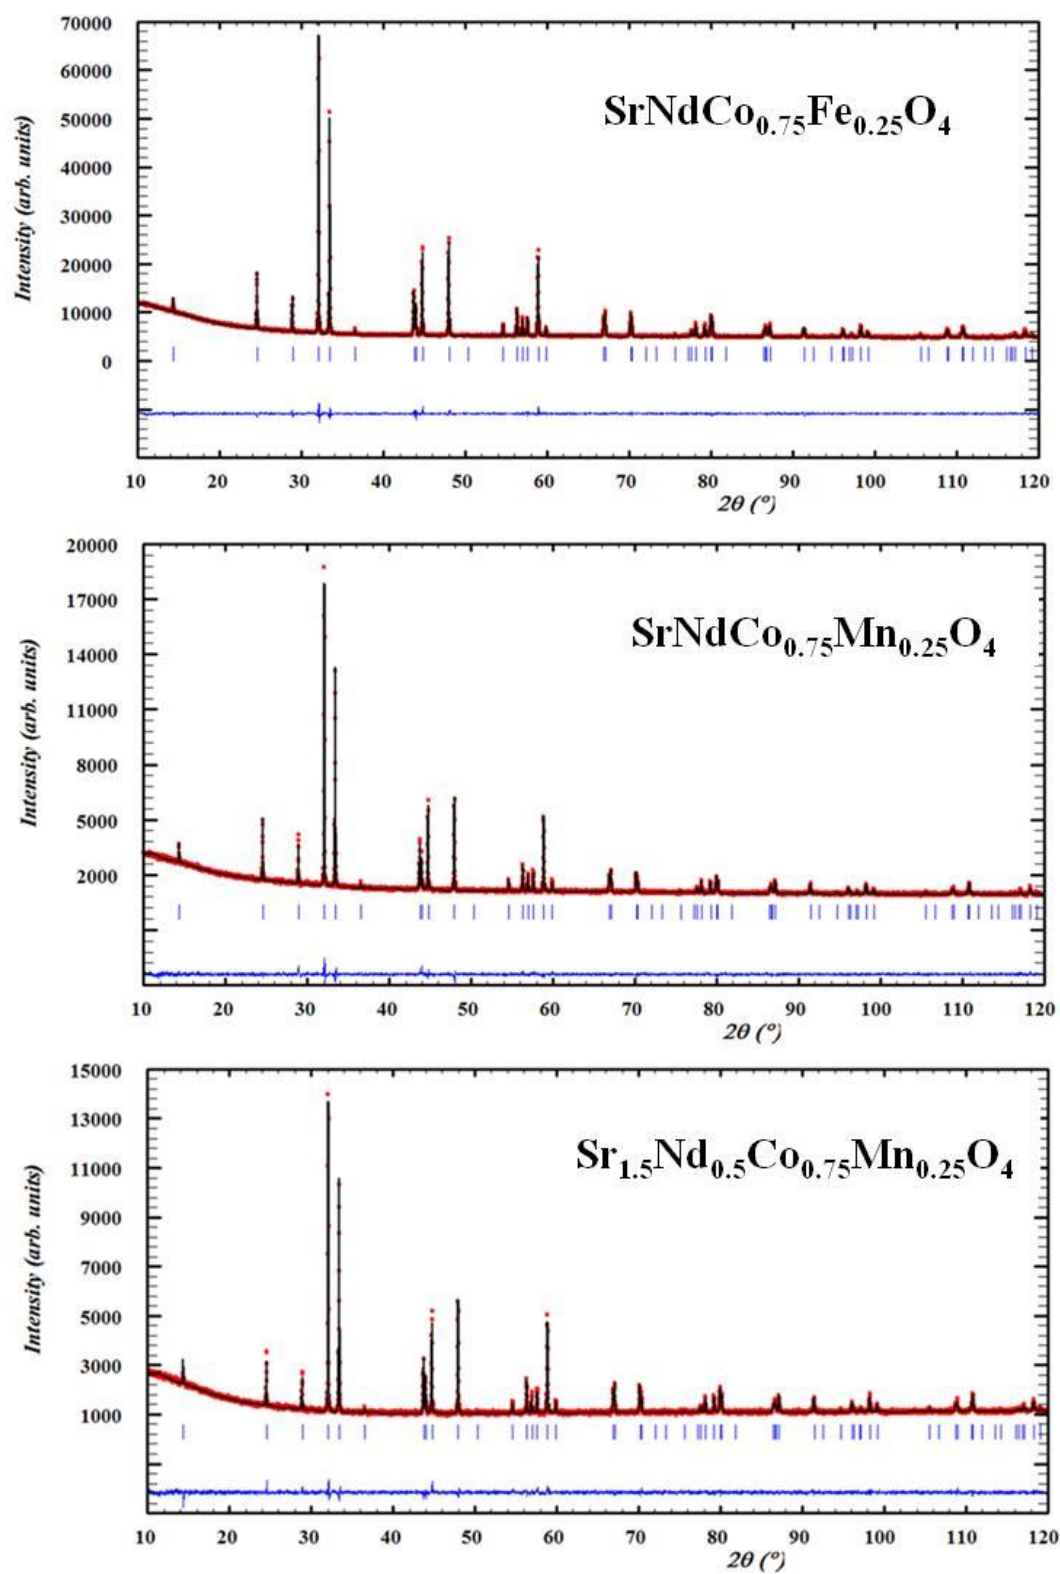 70000
60000
50000
40000
30000
20000
10000
0
Intensity (arb. units)
SrNdCo0.75Fe0.25O4
10 20 30 40 50 60 70 80 90 100 110 120
2θ (°)
20000
17000
14000
11000
8000
5000
2000
Intensity (arb. units)
SrNdCo0.75Mn0.25O4
10 20 30 40 50 60 70 80 90 100 110 120
2θ (°)
15000
13000
11000
9000
7000
5000
3000
1000
Intensity (arb. units)
Sr1.5Nd0.5Co0.75Mn0.25O4
10 20 30 40 50 60 70 80 90 100 110 120
2θ (°)